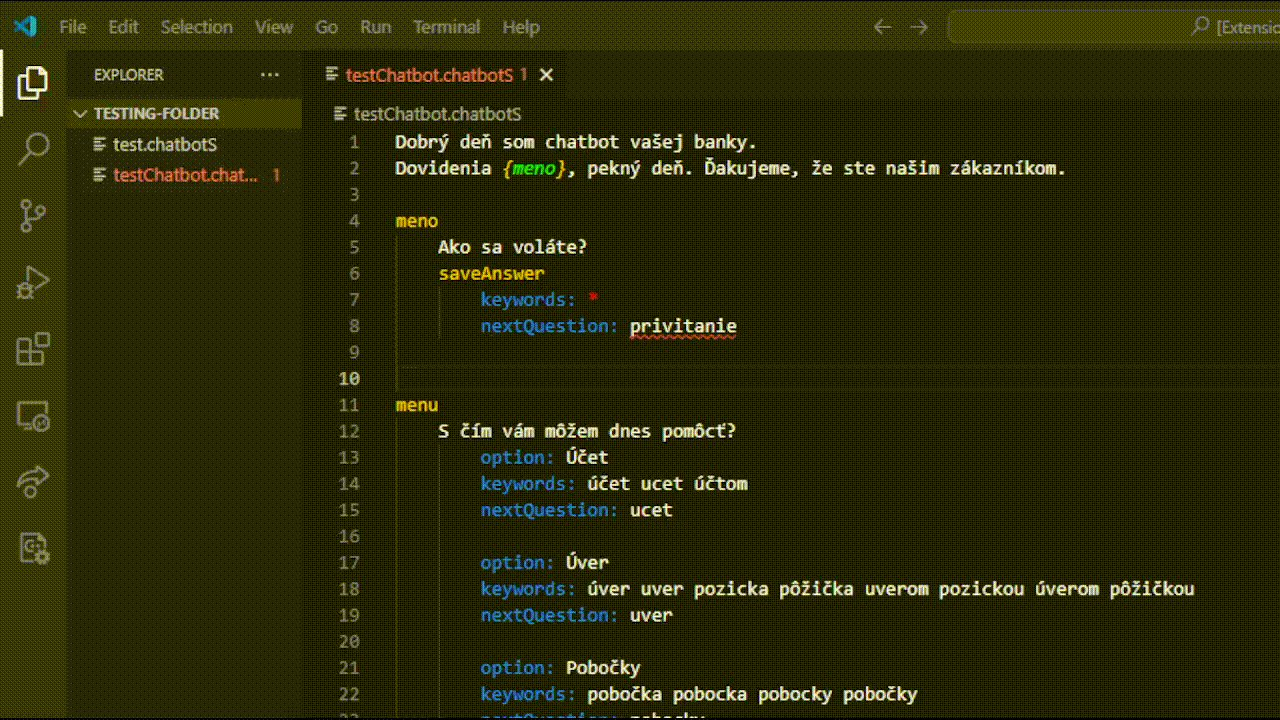 File Edit Selection View Go Run Terminal Help [Extensio
EXPLORER ...
TESTING-FOLDER
test.chatbotS
testChatbot.chat... 1
testChatbot.chatbotS 1
testChatbot.chatbotS
1 Dobrý deň som chatbot vašej banky.
2 Dovidenia {meno}, pekný deň. Ďakujeme, že ste našim zákazníkom.
3
4 meno
5 Ako sa voláte?
6 saveAnswer
7 keywords: *
8 nextQuestion: privitanie
9
10
11 menu
12 S čím vám môžem dnes pomôcť?
13 option: Účet
14 keywords: účet ucet účtom
15 nextQuestion: ucet
16
17 option: Úver
18 keywords: úver uver pozicka pôžička uverom pozickou úverom pôžičkou
19 nextQuestion: uver
20
21 option: Pobočky
22 keywords: pobočka pobocka pobocky pobočky